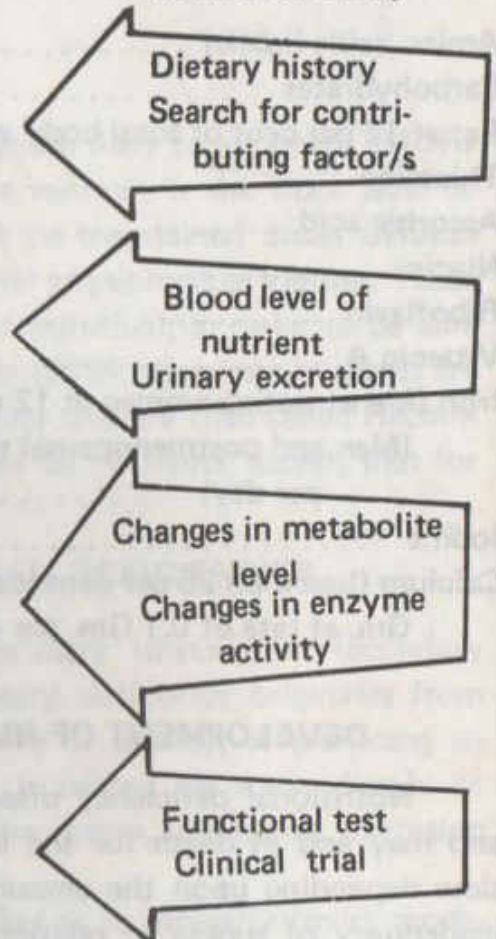 Dietary history
Search for contri-
buting factor/s
Blood level of
nutrient
Urinary excretion
Changes in metabolite
level
Changes in enzyme
activity
Functional test
Clinical trial